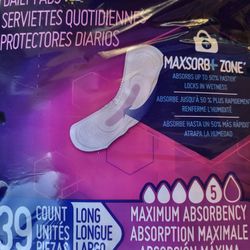 DAILY PADS
SERVIETTES QUOTIDIENNES
PROTECTORES DIARIOS
MAXSORB+ ZONE
ABSORBS UP TO 50% FASTER
LOCKS IN WETNESS
ABSORBE JUSQU'À 50 % PLUS RAPIDEMENT
RENFERME L'HUMIDITÉ
ABSORBE HASTA UN 50% MÁS RÁPIDO
ATRAPA LA HUMEDAD
5
39
COUNT
UNITÉS
PIEZAS
LONG
LONGUE
LARGO
MAXIMUM ABSORBENCY
ABSORPTION MAXIMALE
ABSORCIÓN MÁXIMA